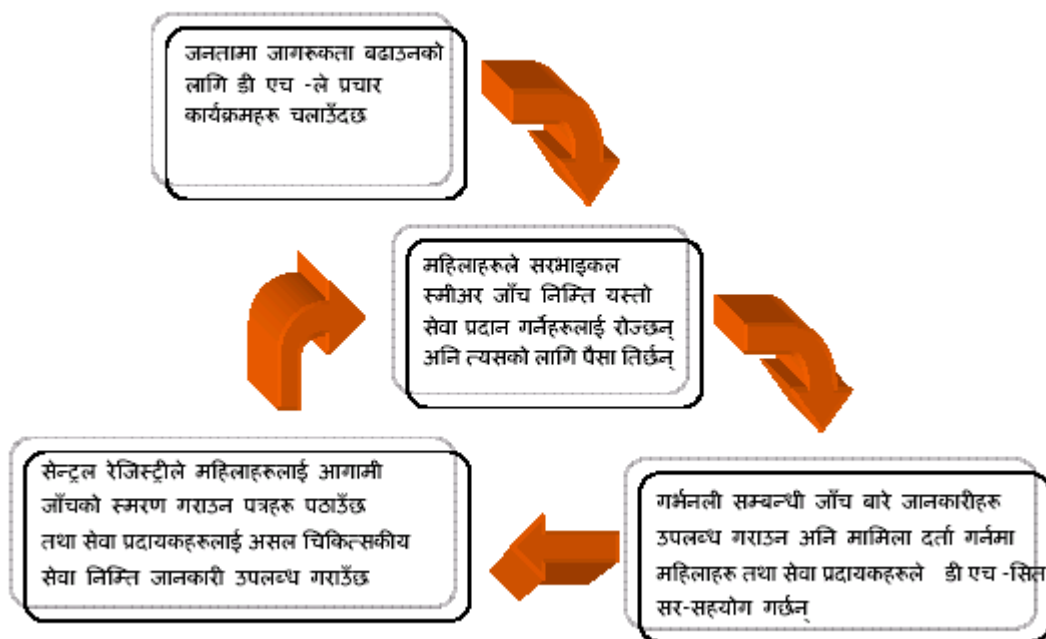 जनतामा जागरूकता बढाउनको
लागि डी एच -ले प्रचार
कार्यक्रमहरू चलाउँदछ
महिलाहरूले सरभाइकल
स्मीअर जाँच निम्ति यस्तो
सेवा प्रदान गर्नेहरूलाई रोज्छन्
अनि त्यसको लागि पैसा तिर्छन्
गर्भनली सम्बन्धी जाँच बारे जानकारीहरू
उपलब्ध गराउन अनि मामिला दर्ता गर्नमा
महिलाहरू तथा सेवा प्रदायकहरूले डी एच -सित
सर-सहयोग गर्छन्
सेन्ट्रल रेजिस्ट्रीले महिलाहरूलाई आगामी
जाँचको स्मरण गराउन पत्रहरू पठाउँछ
तथा सेवा प्रदायकहरूलाई असल चिकित्सकीय
सेवा निम्ति जानकारी उपलब्ध गराउँछ